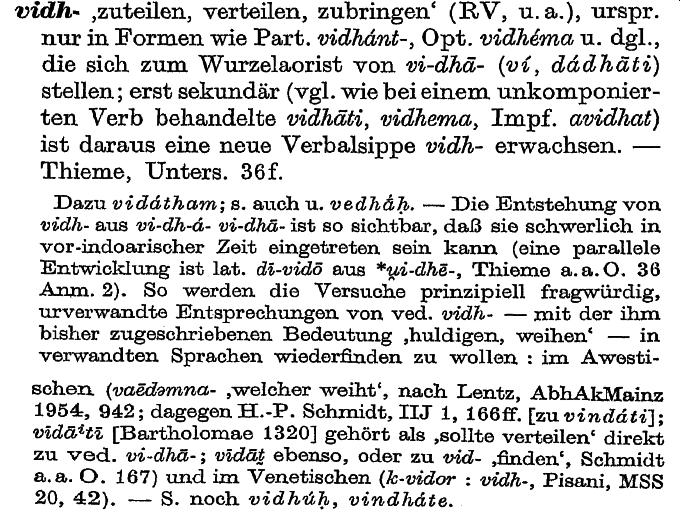 vidh- ‚zuteilen, verteilen, zubringen‘ (RV, u. a.), urspr.
nur in Formen wie Part. vidhánt-, Opt. vidhéma u. dgl.,
die sich zum Wurzelaorist von vi-dhā- (ví, dádhāti)
stellen; erst sekundär (vgl. wie bei einem unkomponier-
ten Verb behandelte vidhāti, vidhema, Impf. avidhat)
ist daraus eine neue Verbalsippe vidh- erwachsen. —
Thieme, Unters. 36f.
Dazu vidátham; s. auch u. vedhā́ḥ. — Die Entstehung von
vidh- aus vi-dh-á- vi-dhā- ist so sichtbar, daß sie schwerlich in
vor-indoarischer Zeit eingetreten sein kann (eine parallele
Entwicklung ist lat. dī-vidō aus *u̯i-dhē-, Thieme a. a. O. 36
Anm. 2). So werden die Versuche prinzipiell fragwürdig,
urverwandte Entsprechungen von ved. vidh- — mit der ihm
bisher zugeschriebenen Bedeutung ‚huldigen, weihen‘ — in
verwandten Sprachen wiederfinden zu wollen : im Awesti-
schen (vaēdəmna- ‚welcher weiht‘, nach Lentz, AbhAkMainz
1954, 942; dagegen H.-P. Schmidt, IIJ 1, 166ff. [zu vindáti];
vīdāⁱtī [Bartholomae 1320] gehört als ‚sollte verteilen‘ direkt
zu ved. vi-dhā-; vīdāt̰ ebenso, oder zu vid- ‚finden‘, Schmidt
a. a. O. 167) und im Venetischen (k-vidor : vidh-, Pisani, MSS
20, 42). — S. noch vidhúḥ, vindháte.